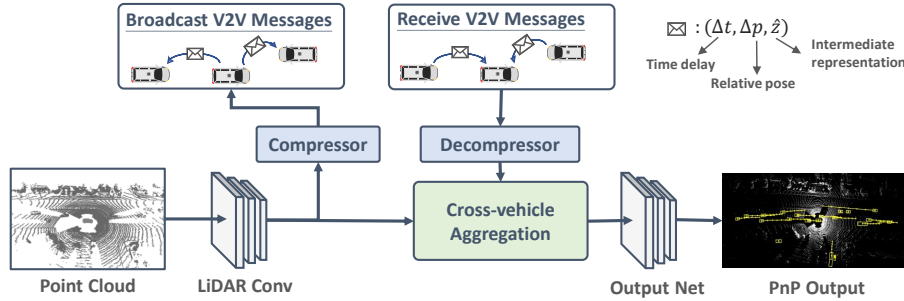 Broadcast V2V Messages
Receive V2V Messages
: (Δt, Δp, ẑ)
Time delay
Intermediate
representation
Relative pose
Compressor
Decompressor
Cross-vehicle
Aggregation
Point Cloud
LiDAR Conv
Output Net
PnP Output